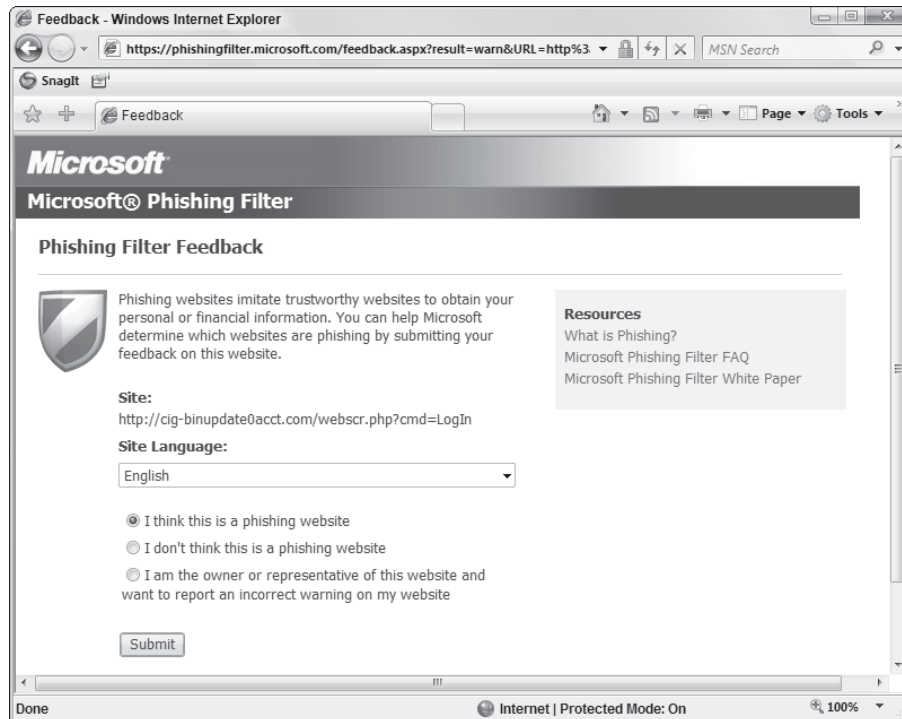 Feedback - Windows Internet Explorer
https://phishingfilter.microsoft.com/feedback.aspx?result=warn&URL=http%3
MSN Search
SnagIt
Feedback
Page
Tools
Microsoft
Microsoft® Phishing Filter
Phishing Filter Feedback
Phishing websites imitate trustworthy websites to obtain your
personal or financial information. You can help Microsoft
determine which websites are phishing by submitting your
feedback on this website.
Resources
What is Phishing?
Microsoft Phishing Filter FAQ
Microsoft Phishing Filter White Paper
Site:
http://cig-binupdate0acct.com/webscr.php?cmd=LogIn
Site Language:
English
I think this is a phishing website
I don't think this is a phishing website
I am the owner or representative of this website and
want to report an incorrect warning on my website
Submit
Done
Internet | Protected Mode: On
100%